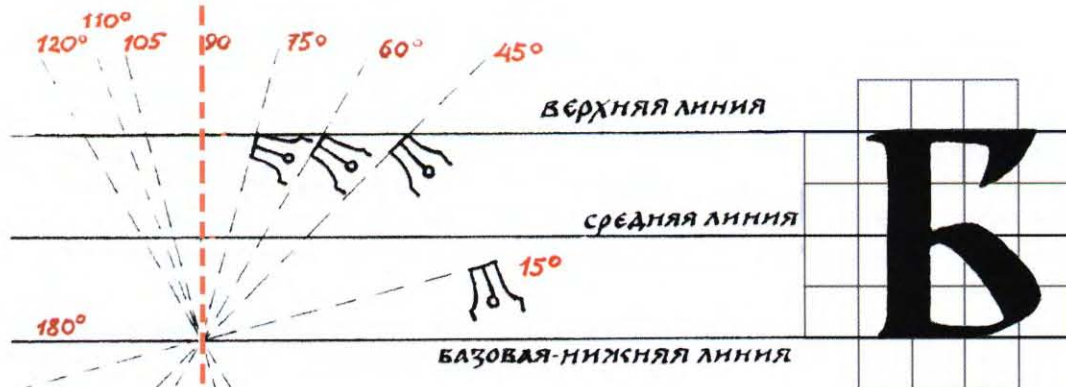 110°
120° 105 90 75° 60° 45°
ВЕРХНЯЯ ЛИНИЯ
СРЕДНЯЯ ЛИНИЯ
15°
180°
БАЗОВАЯ-НИЖНЯЯ ЛИНИЯ
Б